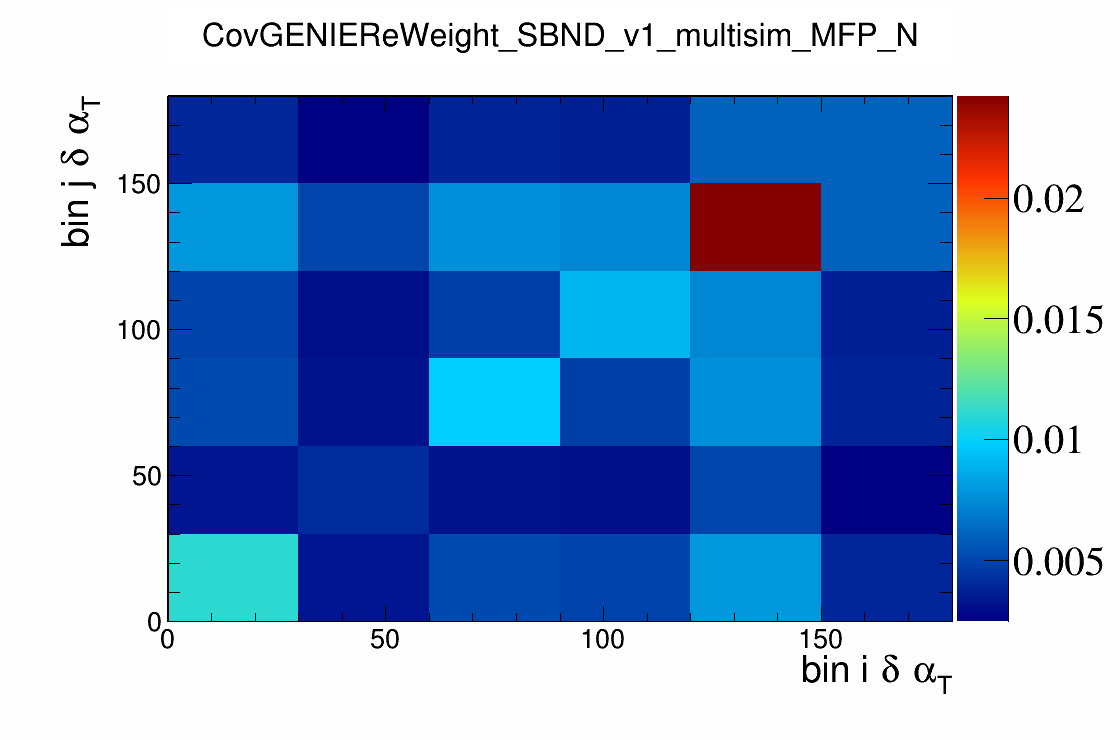 CovGENIEReWeight_SBND_v1_multisim_MFP_N
bin j δ α_T
150
100
50
0
0 50 100 150
bin i δ α_T
0.02
0.015
0.01
0.005